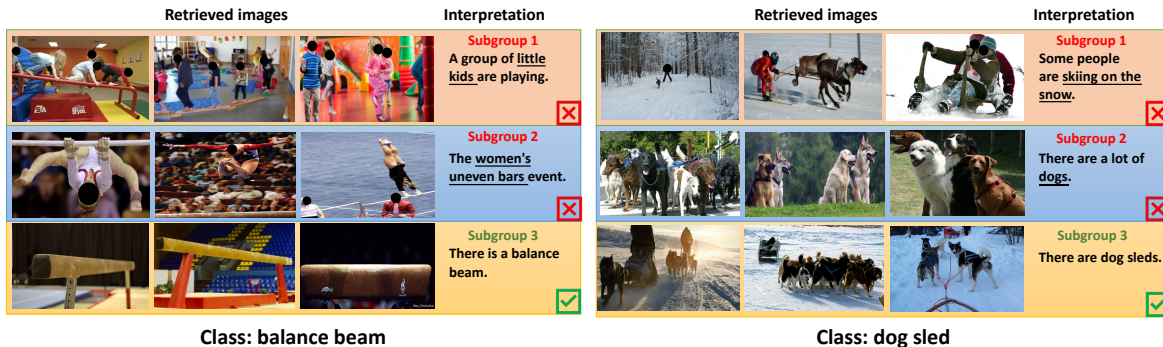 Retrieved images
Interpretation
Subgroup 1
A group of little
kids are playing.
Subgroup 2
The women's
uneven bars event.
Subgroup 3
There is a balance
beam.
Class: balance beam
Retrieved images
Interpretation
Subgroup 1
Some people
are skiing on the
snow.
Subgroup 2
There are a lot of
dogs.
Subgroup 3
There are dog sleds.
Class: dog sled